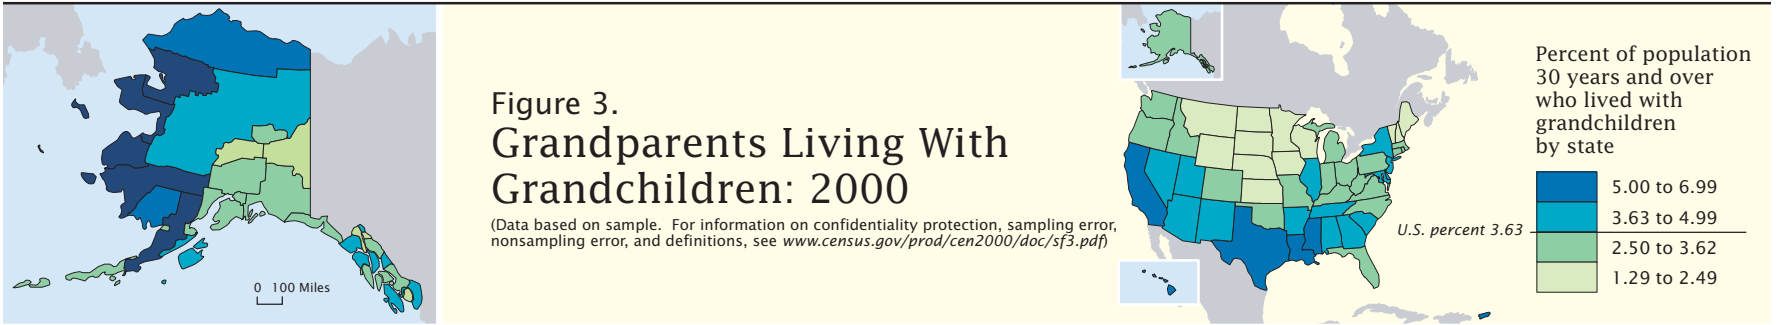 0 100 Miles
Figure 3.
Grandparents Living With
Grandchildren: 2000
(Data based on sample. For information on confidentiality protection, sampling error,
nonsampling error, and definitions, see www.census.gov/prod/cen2000/doc/sf3.pdf)
Percent of population
30 years and over
who lived with
grandchildren
by state
5.00 to 6.99
3.63 to 4.99
U.S. percent 3.63
2.50 to 3.62
1.29 to 2.49